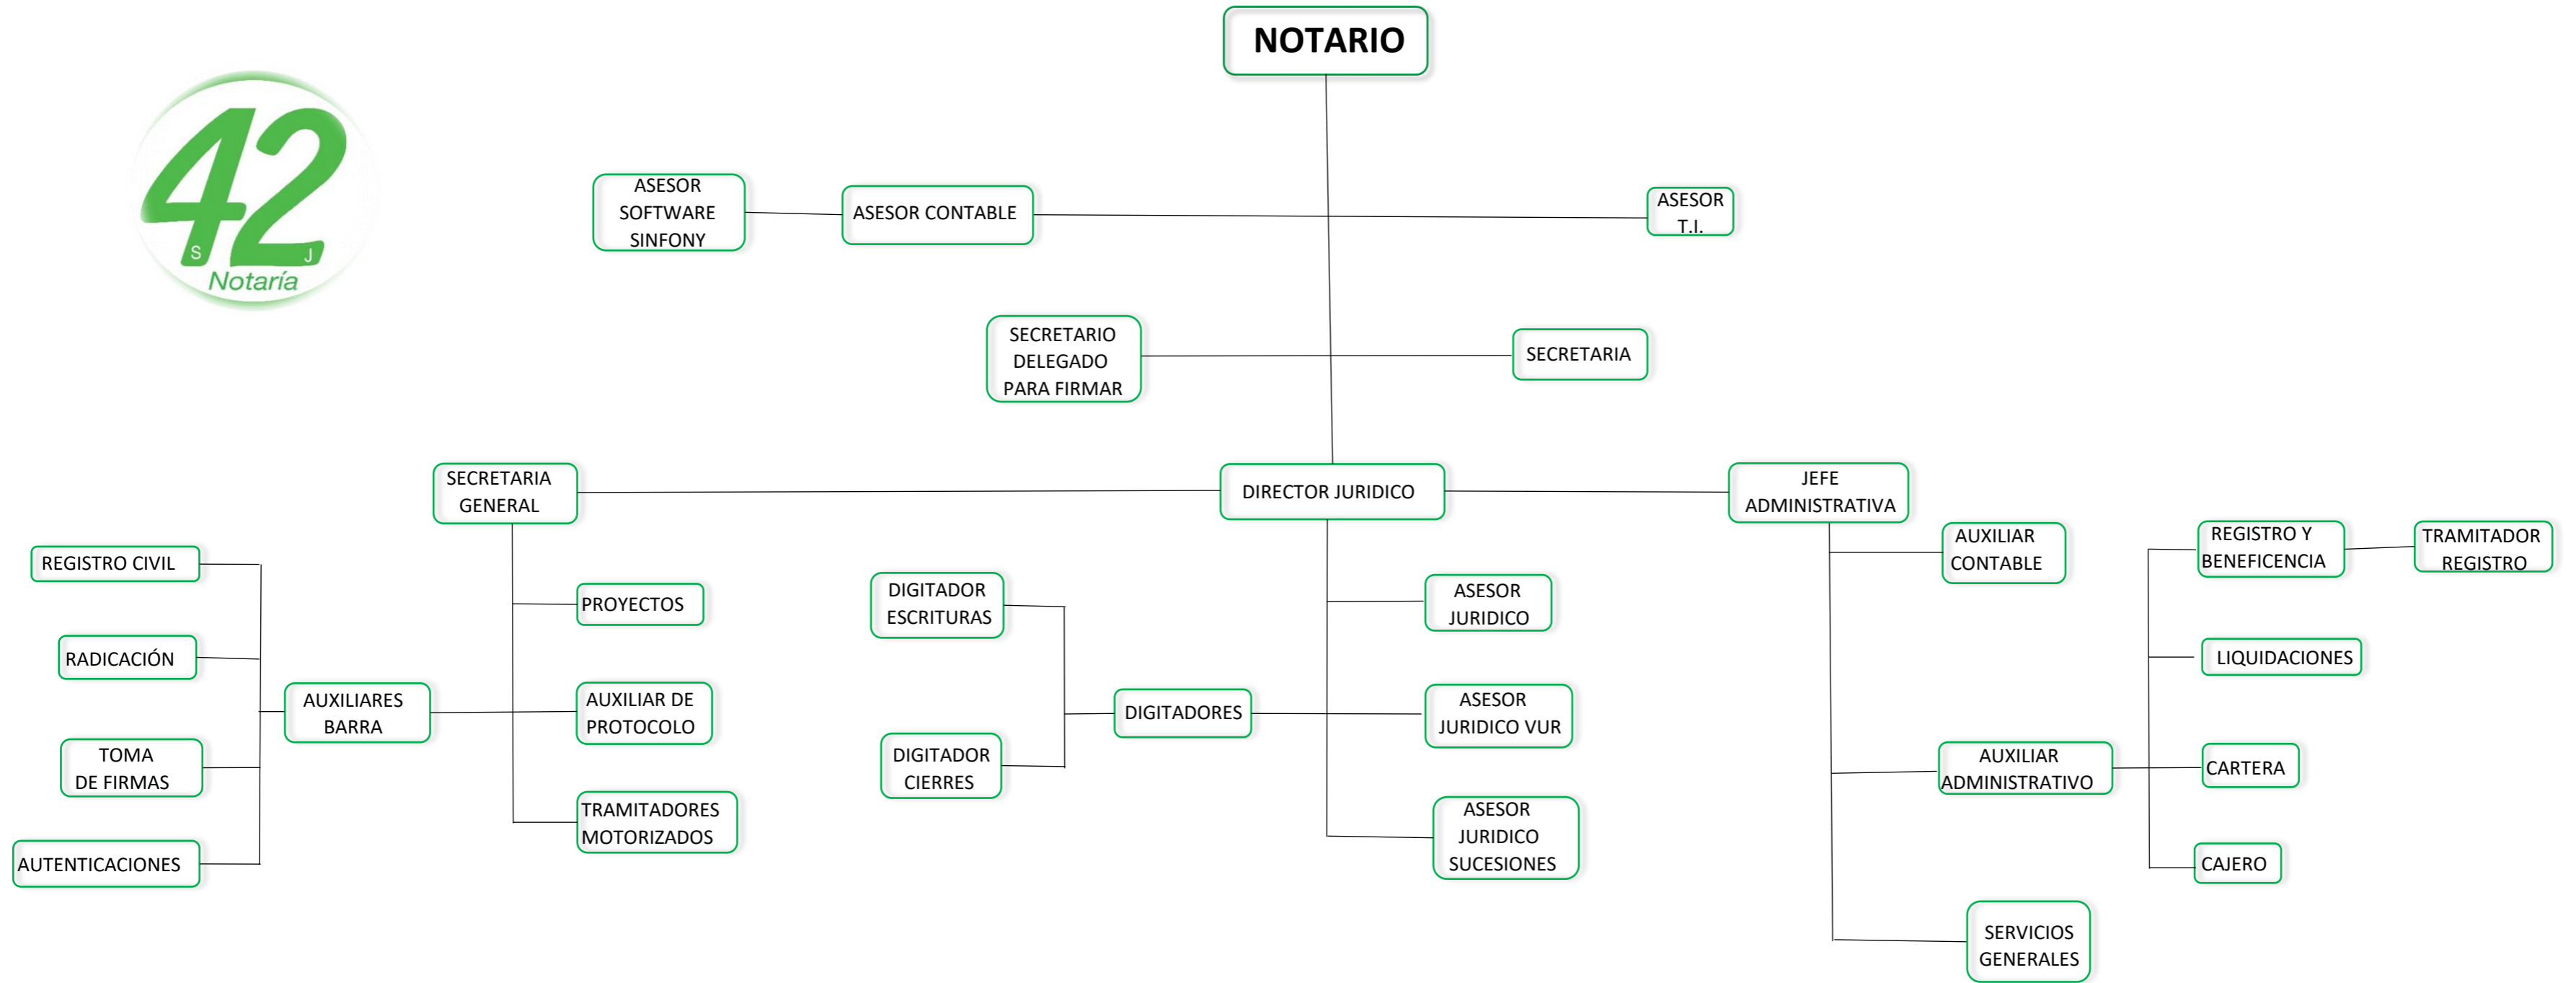 NOTARIO
42
S J
Notaría
ASESOR
SOFTWARE
SINFONY
ASESOR CONTABLE
ASESOR
T.I.
SECRETARIO
DELEGADO
PARA FIRMAR
SECRETARIA
SECRETARIA
GENERAL
DIRECTOR JURIDICO
JEFE
ADMINISTRATIVA
REGISTRO CIVIL
RADICACIÓN
TOMA
DE FIRMAS
AUTENTICACIONES
AUXILIARES
BARRA
PROYECTOS
AUXILIAR DE
PROTOCOLO
TRAMITADORES
MOTORIZADOS
DIGITADOR
ESCRITURAS
DIGITADOR
CIERRES
DIGITADORES
ASESOR
JURIDICO
ASESOR
JURIDICO VUR
ASESOR
JURIDICO
SUCESIONES
AUXILIAR
CONTABLE
AUXILIAR
ADMINISTRATIVO
SERVICIOS
GENERALES
REGISTRO Y
BENEFICENCIA
TRAMITADOR
REGISTRO
LIQUIDACIONES
CARTERA
CAJERO